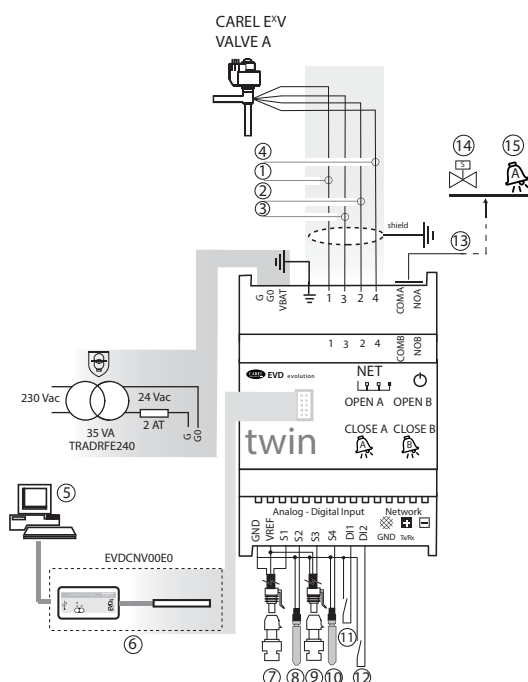 CAREL EXV
VALVE A
4
1
2
3
14
15
S
A
shield
13
G
G0
VBAT
1
3
2
4
COMA
NOA
1
3
2
4
COMB
NOB
CAREL EVD evolution
NET
OPEN A OPEN B
CLOSE A CLOSE B
A
B
twin
230 Vac
24 Vac
2 AT
35 VA
TRADRFE240
G
G0
5
Analog - Digital Input
Network
GND
VREF
S1
S2
S3
S4
DI1
DI2
GND Tx/Rx
EVDCNV00E0
6
7
8
9
10
11
12